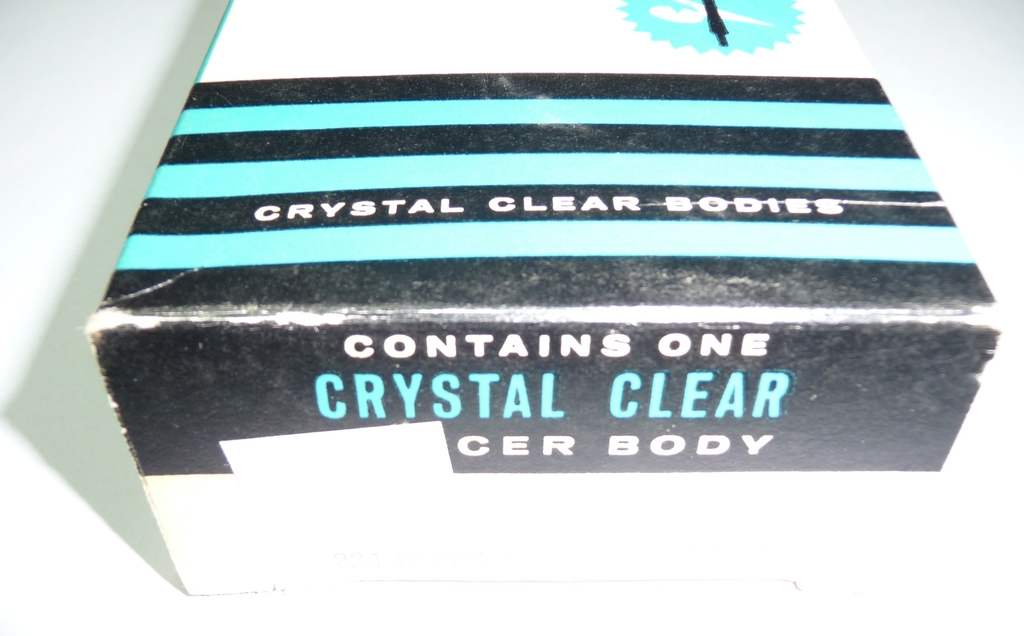 CRYSTAL CLEAR BODIES
CONTAINS ONE
CRYSTAL CLEAR
CER BODY